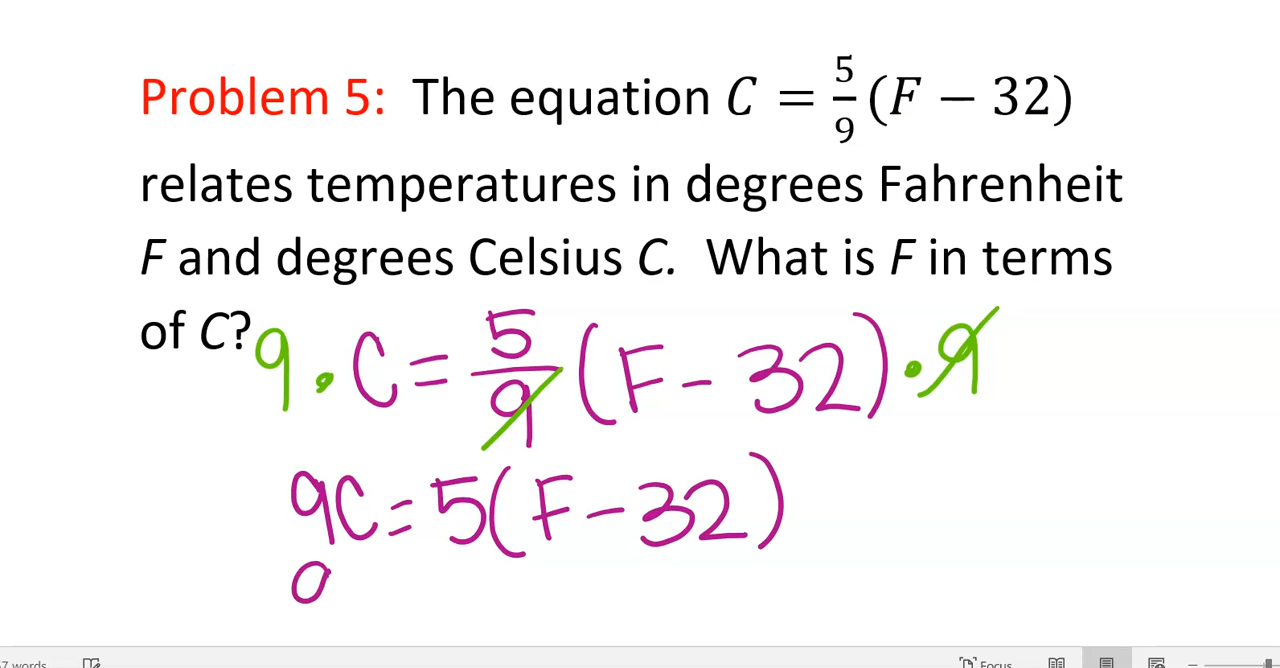 Problem 5: The equation C = 5/9 (F − 32)
relates temperatures in degrees Fahrenheit
F and degrees Celsius C. What is F in terms
of C?
9 · C = 5/9 (F - 32) · 9
9C = 5(F - 32)
Focus